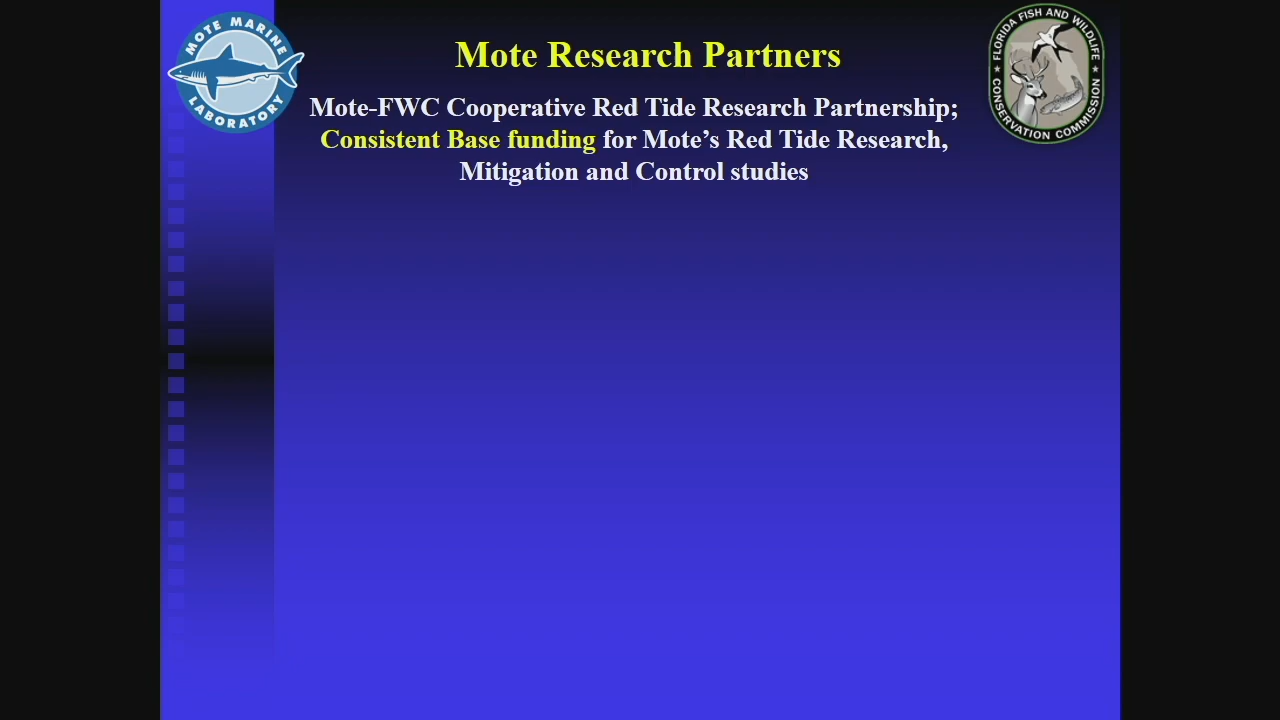 MOTE MARINE
LABORATORY
Mote Research Partners
FLORIDA FISH AND WILDLIFE
CONSERVATION COMMISSION
Mote-FWC Cooperative Red Tide Research Partnership;
Consistent Base funding for Mote’s Red Tide Research,
Mitigation and Control studies